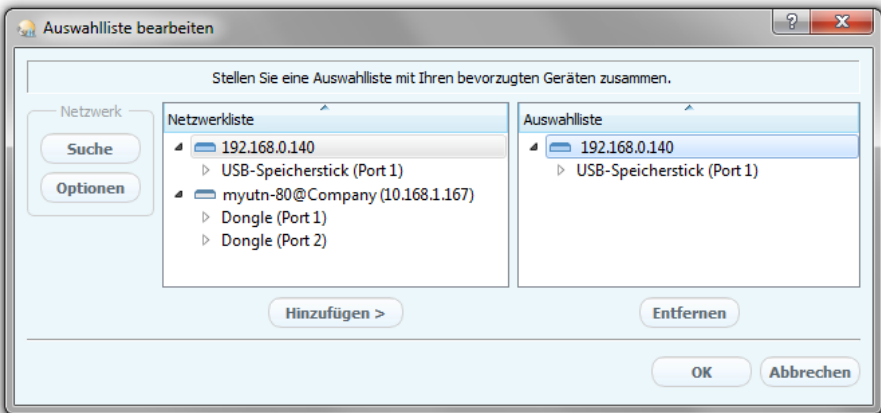 Auswahlliste bearbeiten
Stellen Sie eine Auswahlliste mit Ihren bevorzugten Geräten zusammen.
Netzwerk
Suche
Optionen
Netzwerkliste
192.168.0.140
USB-Speicherstick (Port 1)
myutn-80@Company (10.168.1.167)
Dongle (Port 1)
Dongle (Port 2)
Hinzufügen >
Auswahlliste
192.168.0.140
USB-Speicherstick (Port 1)
Entfernen
OK
Abbrechen